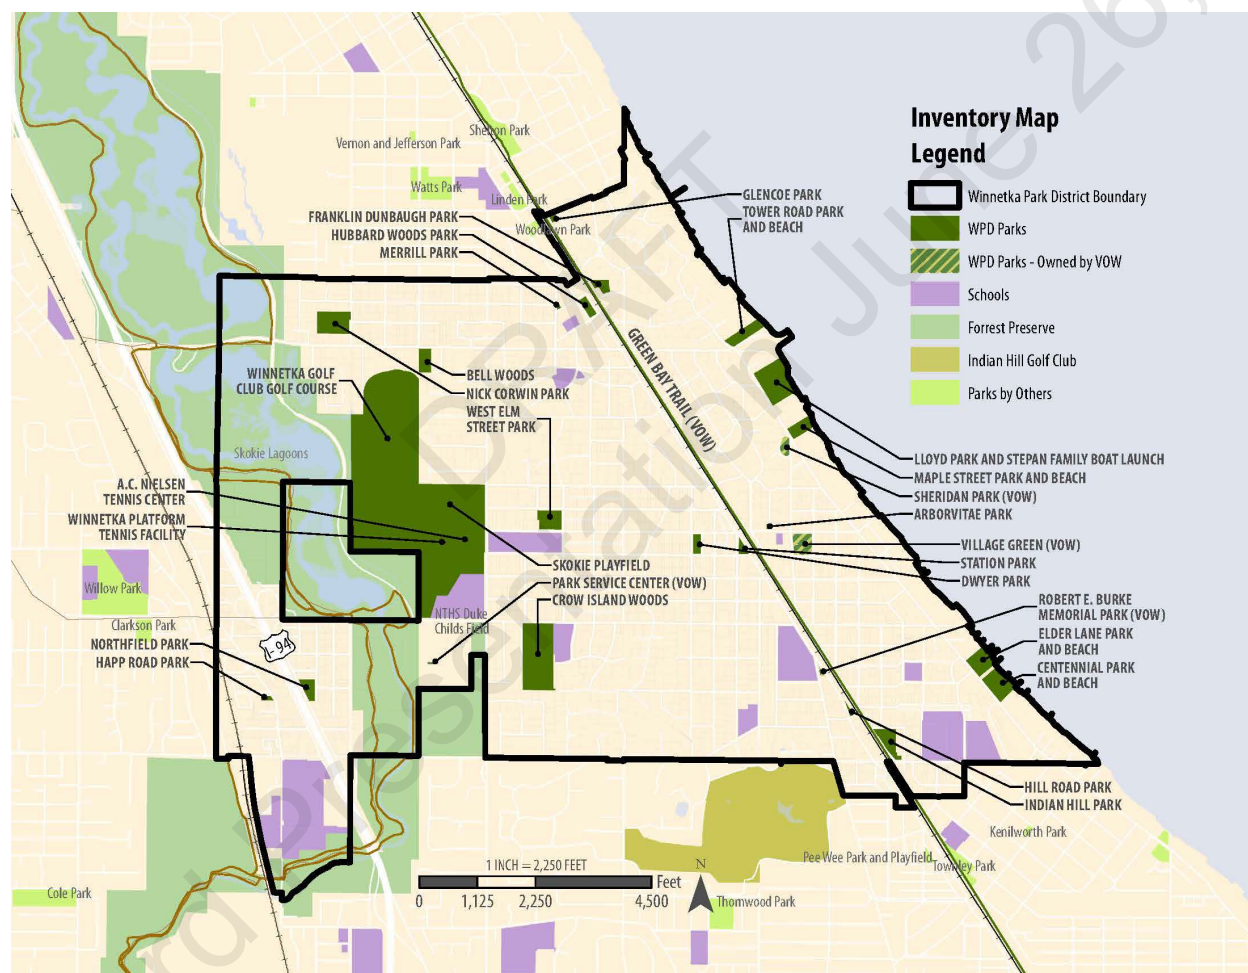 Inventory Map
Legend
Winnetka Park District Boundary
WPD Parks
WPD Parks - Owned by VOW
Schools
Forrest Preserve
Indian Hill Golf Club
Parks by Others
Shelton Park
Vernon and Jefferson Park
Watts Park
Linden Park
Woodlawn Park
GLENCOE PARK
TOWER ROAD PARK
AND BEACH
FRANKLIN DUNBAUGH PARK
HUBBARD WOODS PARK
MERRILL PARK
GREEN BAY TRAIL (VOW)
WINNETKA GOLF
CLUB GOLF COURSE
BELL WOODS
NICK CORWIN PARK
WEST ELM
STREET PARK
Skokie Lagoons
LLOYD PARK AND STEPAN FAMILY BOAT LAUNCH
MAPLE STREET PARK AND BEACH
SHERIDAN PARK (VOW)
ARBORVITAE PARK
A.C. NIELSEN
TENNIS CENTER
WINNETKA PLATFORM
TENNIS FACILITY
VILLAGE GREEN (VOW)
STATION PARK
DWYER PARK
SKOKIE PLAYFIELD
PARK SERVICE CENTER (VOW)
CROW ISLAND WOODS
Willow Park
Clarkson Park
NTHS Duke
Childs Field
ROBERT E. BURKE
MEMORIAL PARK (VOW)
ELDER LANE PARK
AND BEACH
CENTENNIAL PARK
AND BEACH
NORTHFIELD PARK
HAPP ROAD PARK
I-94
HILL ROAD PARK
INDIAN HILL PARK
Kenilworth Park
Pee Wee Park and Playfield
Townley Park
Cole Park
Thornwood Park
1 INCH = 2,250 FEET
Feet
0 1,125 2,250 4,500
N
DRAFT
rd Presentation June 26,